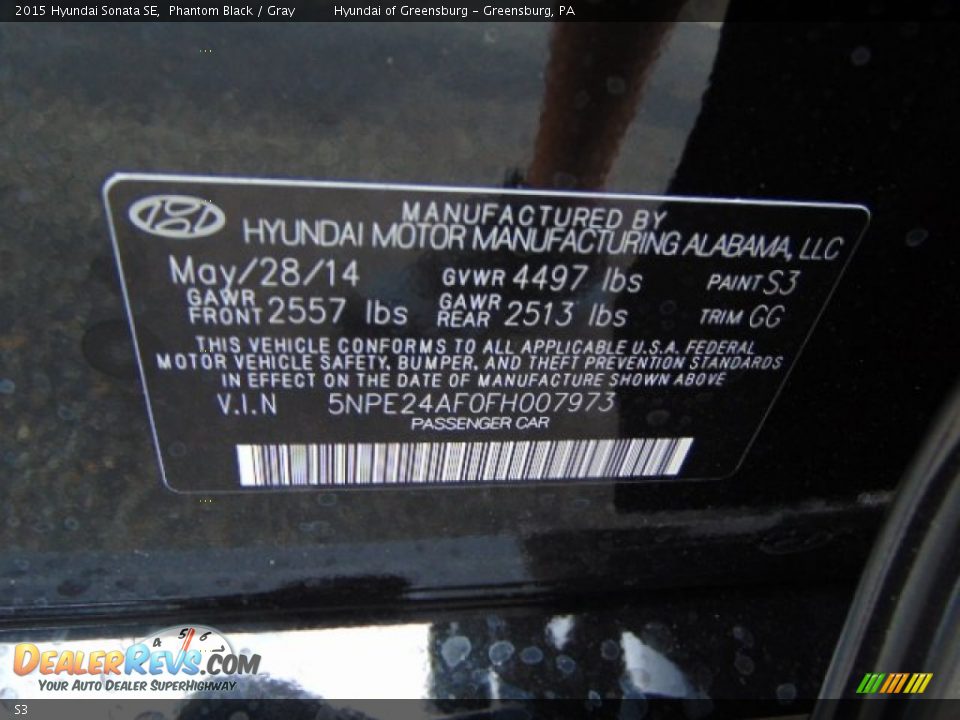 2015 Hyundai Sonata SE, Phantom Black / Gray Hyundai of Greensburg - Greensburg, PA
MANUFACTURED BY
HYUNDAI MOTOR MANUFACTURING ALABAMA, LLC
May/28/14 GVWR 4497 lbs PAINT S3
GAWR FRONT 2557 lbs GAWR REAR 2513 lbs TRIM GG
THIS VEHICLE CONFORMS TO ALL APPLICABLE U.S.A. FEDERAL
MOTOR VEHICLE SAFETY, BUMPER, AND THEFT PREVENTION STANDARDS
IN EFFECT ON THE DATE OF MANUFACTURE SHOWN ABOVE
V.I.N 5NPE24AF0FH007973
PASSENGER CAR
4 5 6
DealerRevs.com
Your Auto Dealer SuperHighway
S3